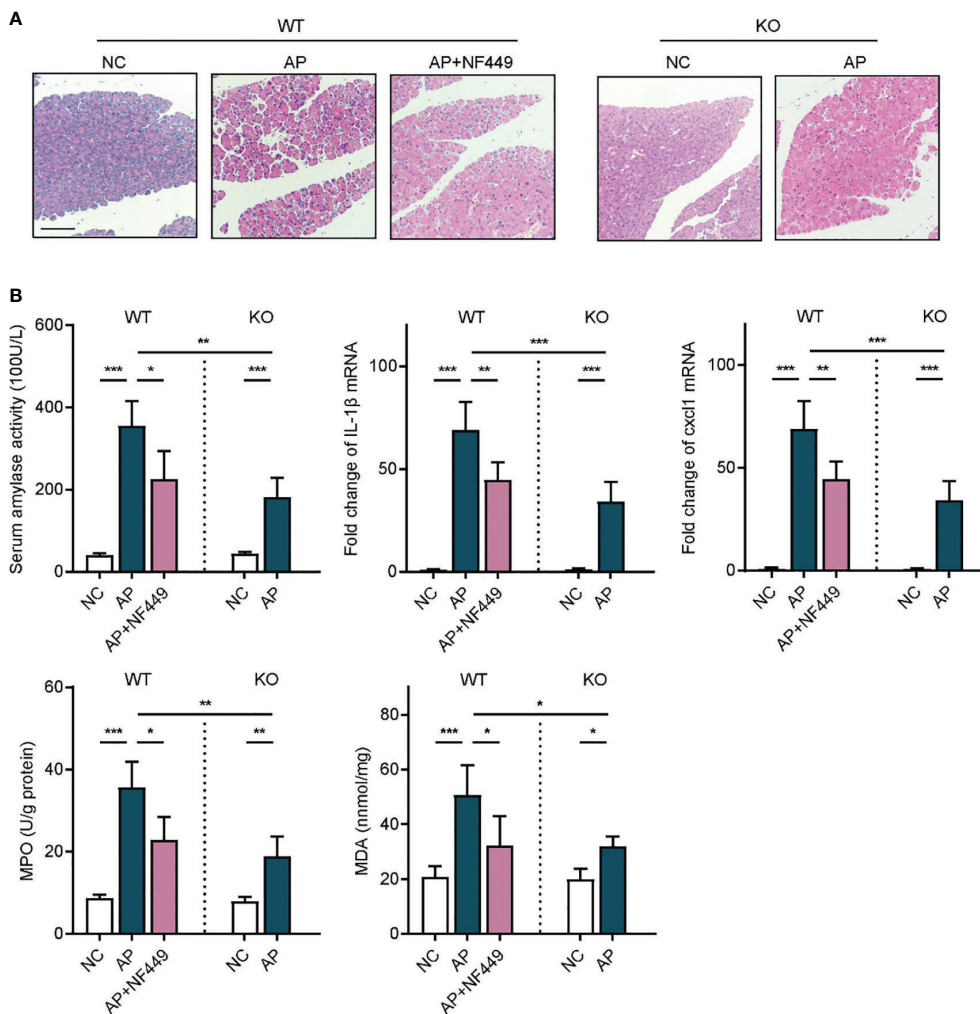 A
WT
KO
NC
AP
AP+NF449
NC
AP
B
WT
KO
Serum amylase activity (100U/L)
600
400
200
0
***
*
**
***
NC
AP
AP+NF449
NC
AP
WT
KO
Fold change of IL-1β mRNA
100
50
0
***
**
***
***
NC
AP
AP+NF449
NC
AP
WT
KO
Fold change of cxcl1 mRNA
100
50
0
***
**
***
***
NC
AP
AP+NF449
NC
AP
WT
KO
MPO (U/g protein)
60
40
20
0
***
*
**
**
NC
AP
AP+NF449
NC
AP
WT
KO
MDA (nnmol/mg)
80
60
40
20
0
***
*
*
*
NC
AP
AP+NF449
NC
AP